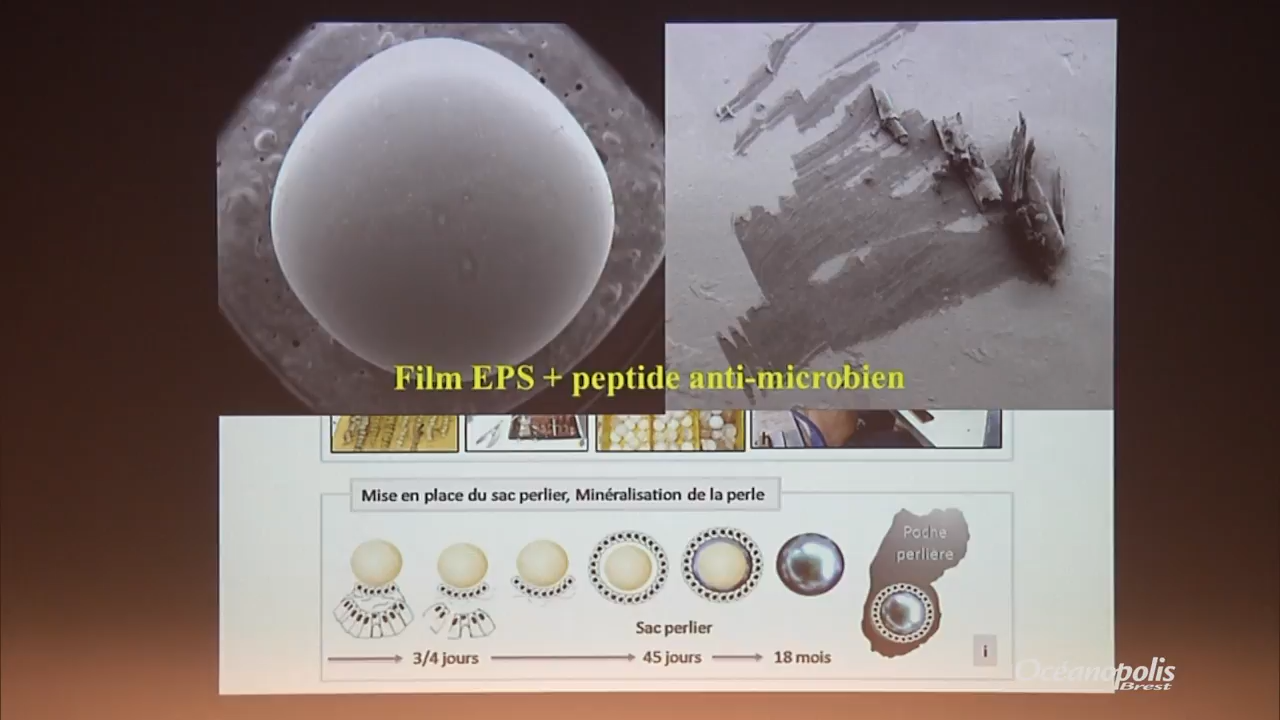 Film EPS + peptide anti-microbien
h
Mise en place du sac perlier, Minéralisation de la perle
Poche
perlière
Sac perlier
3/4 jours
45 jours
18 mois
i
Océanopolis
Brest